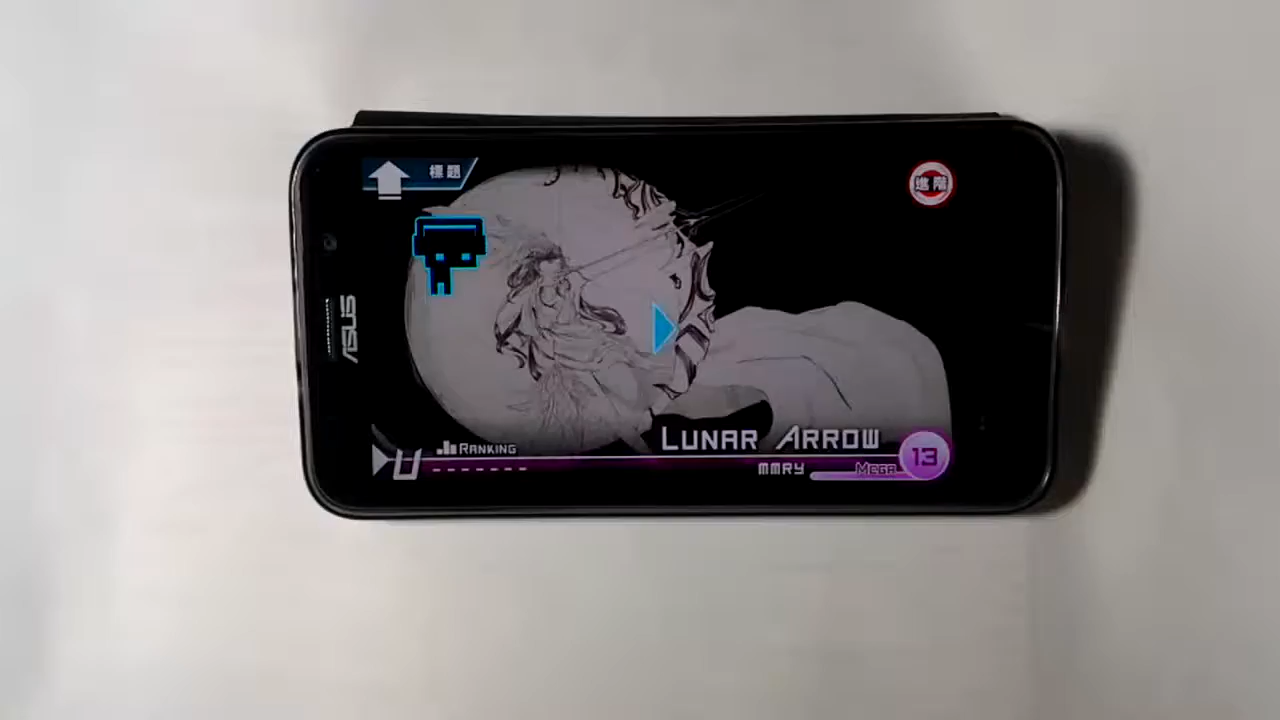 標題
進階
ASUS
RANKING
LUNAR ARROW
MMRY
MEGA
13